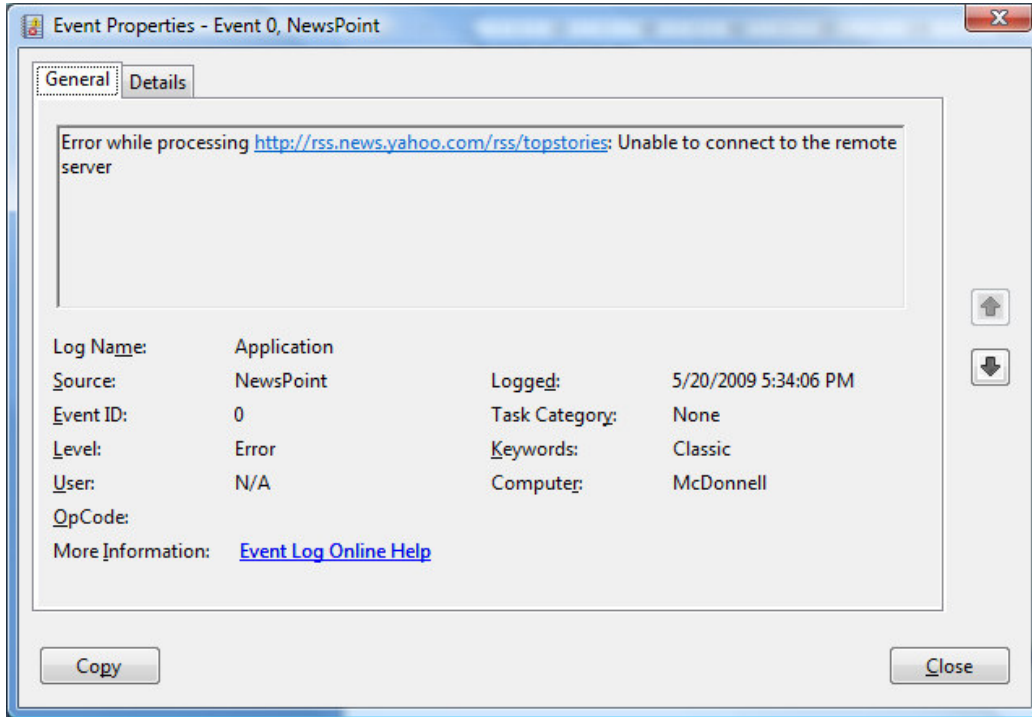 Event Properties - Event 0, NewsPoint
General Details
Error while processing http://rss.news.yahoo.com/rss/topstories: Unable to connect to the remote
server
Log Name: Application
Source: NewsPoint Logged: 5/20/2009 5:34:06 PM
Event ID: 0 Task Category: None
Level: Error Keywords: Classic
User: N/A Computer: McDonnell
OpCode:
More Information: Event Log Online Help
Copy Close